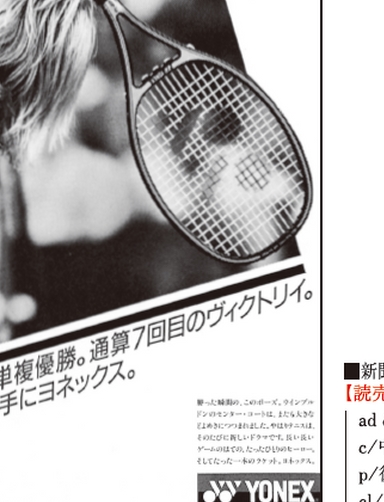 単複優勝。通算7回目のヴィクトリイ。
手にヨネックス。
勝った瞬間の、このポーズ。ウインブル
ドンのセンター・コートは、またも大きな
どよめきにつつまれました。やはりテニスは、
そのたびに新しいドラマです。長い長い
ゲームのはての、たったひとりのヒーロー。
そしてたった一本のラケット。ヨネックス。
YONEX
■新聞
【読売
ad
c/
p/